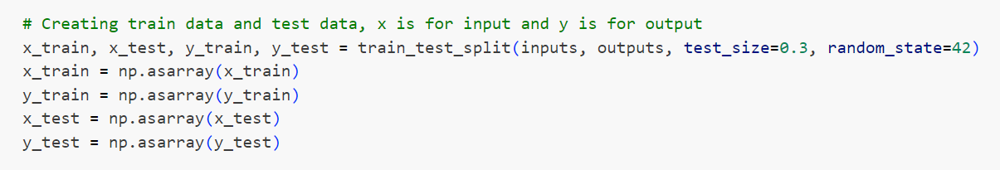 # Creating train data and test data, x is for input and y is for output
x_train, x_test, y_train, y_test = train_test_split(inputs, outputs, test_size=0.3, random_state=42)
x_train = np.asarray(x_train)
y_train = np.asarray(y_train)
x_test = np.asarray(x_test)
y_test = np.asarray(y_test)